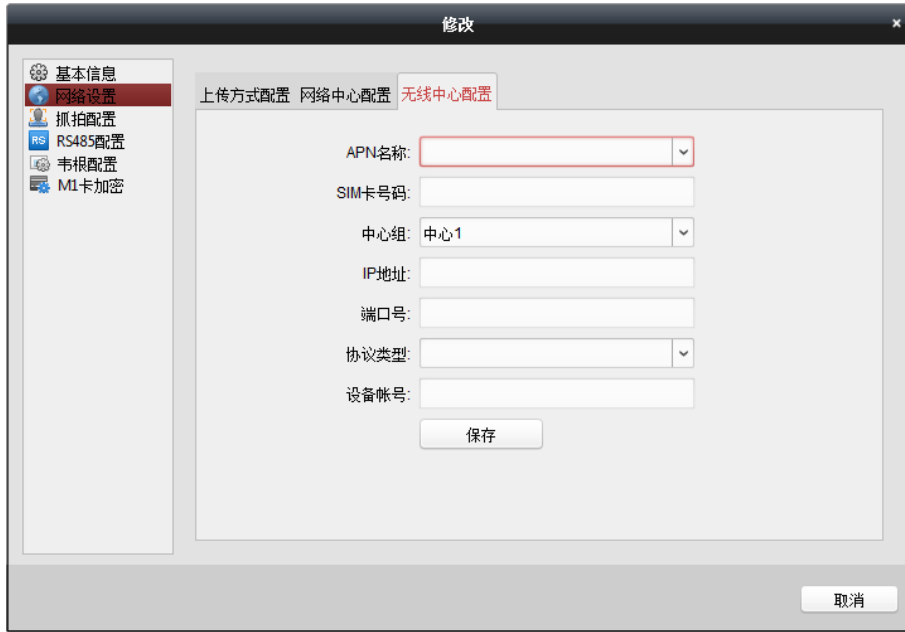 修改
×
基本信息
网络设置
抓拍配置
RS RS485配置
韦根配置
M1卡加密
上传方式配置 网络中心配置 无线中心配置
APN名称:
SIM卡号码:
中心组: 中心1
IP地址:
端口号:
协议类型:
设备帐号:
保存
取消